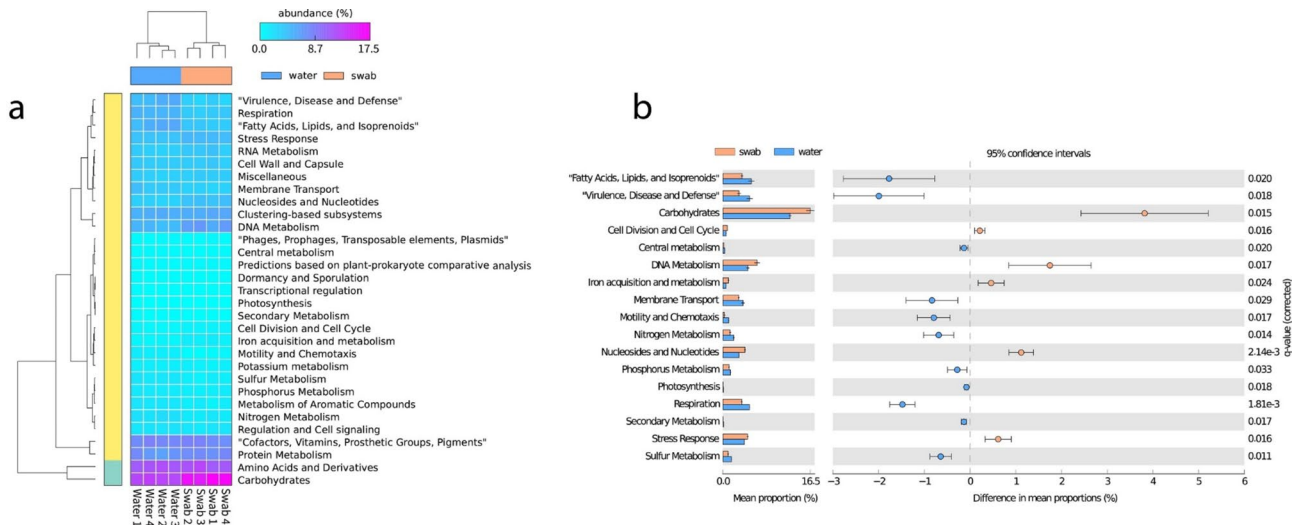 abundance (%)
0.0 8.7 17.5
water swab
a
"Virulence, Disease and Defense"
Respiration
"Fatty Acids, Lipids, and Isoprenoids"
Stress Response
RNA Metabolism
Cell Wall and Capsule
Miscellaneous
Membrane Transport
Nucleosides and Nucleotides
Clustering-based subsystems
DNA Metabolism
"Phages, Prophages, Transposable elements, Plasmids"
Central metabolism
Predictions based on plant-prokaryote comparative analysis
Dormancy and Sporulation
Transcriptional regulation
Photosynthesis
Secondary Metabolism
Cell Division and Cell Cycle
Iron acquisition and metabolism
Motility and Chemotaxis
Potassium metabolism
Sulfur Metabolism
Phosphorus Metabolism
Metabolism of Aromatic Compounds
Nitrogen Metabolism
Regulation and Cell signaling
"Cofactors, Vitamins, Prosthetic Groups, Pigments"
Protein Metabolism
Amino Acids and Derivatives
Carbohydrates
Water 1
Water 4
Water 2
Water 3
Swab 2
Swab 3
Swab 1
Swab 4
b
swab water
95% confidence intervals
"Fatty Acids, Lipids, and Isoprenoids" 0.020
"Virulence, Disease and Defense" 0.018
Carbohydrates 0.015
Cell Division and Cell Cycle 0.016
Central metabolism 0.020
DNA Metabolism 0.017
Iron acquisition and metabolism 0.024
Membrane Transport 0.029
Motility and Chemotaxis 0.017
Nitrogen Metabolism 0.014
Nucleosides and Nucleotides 2.14e-3
Phosphorus Metabolism 0.033
Photosynthesis 0.018
Respiration 1.81e-3
Secondary Metabolism 0.017
Stress Response 0.016
Sulfur Metabolism 0.011
q-value (corrected)
0.0 16.5 −3 −2 −1 0 1 2 3 4 5 6
Mean proportion (%) Difference in mean proportions (%)